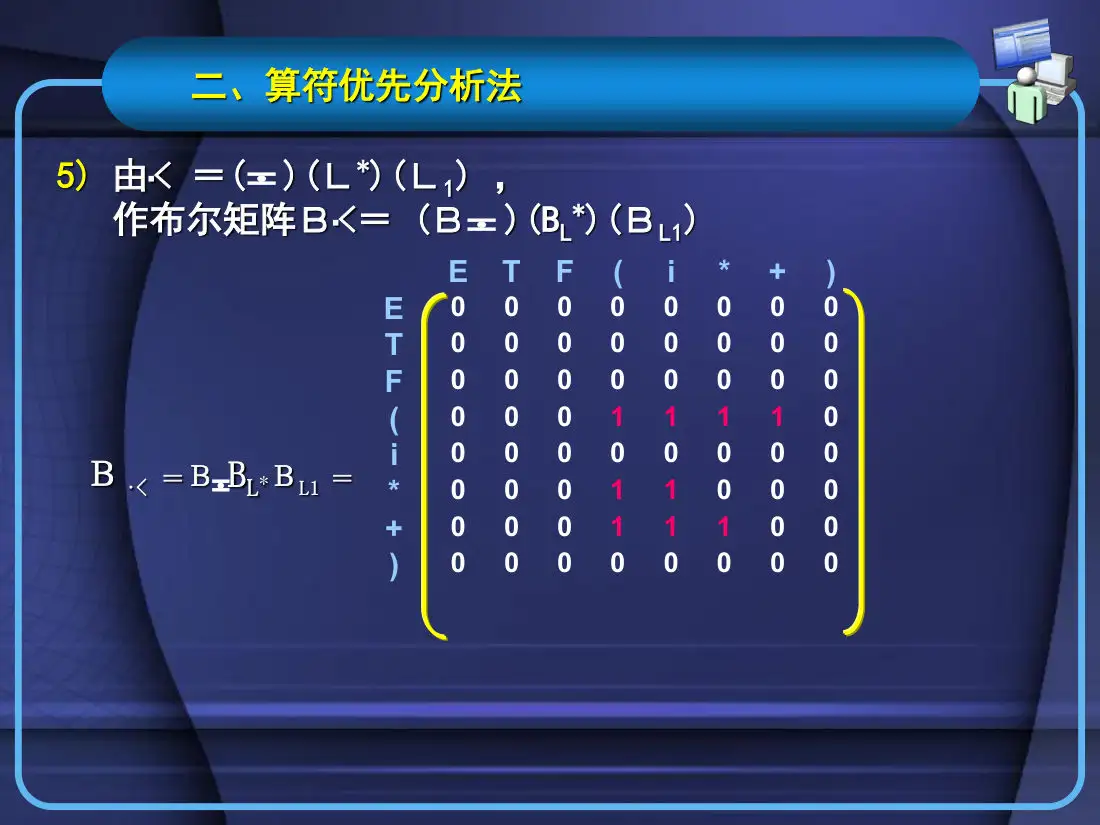 二、算符优先分析法
5) 由⋖ =(≖)(L*)(L1) ,
作布尔矩阵B⋖= (B≖)(BL*)(BL1)
E T F ( i * + )
E 0 0 0 0 0 0 0 0
T 0 0 0 0 0 0 0 0
F 0 0 0 0 0 0 0 0
( 0 0 0 1 1 1 1 0
i 0 0 0 0 0 0 0 0
* 0 0 0 1 1 0 0 0
+ 0 0 0 1 1 1 0 0
) 0 0 0 0 0 0 0 0
B ⋖ = B≖BL*BL1 =